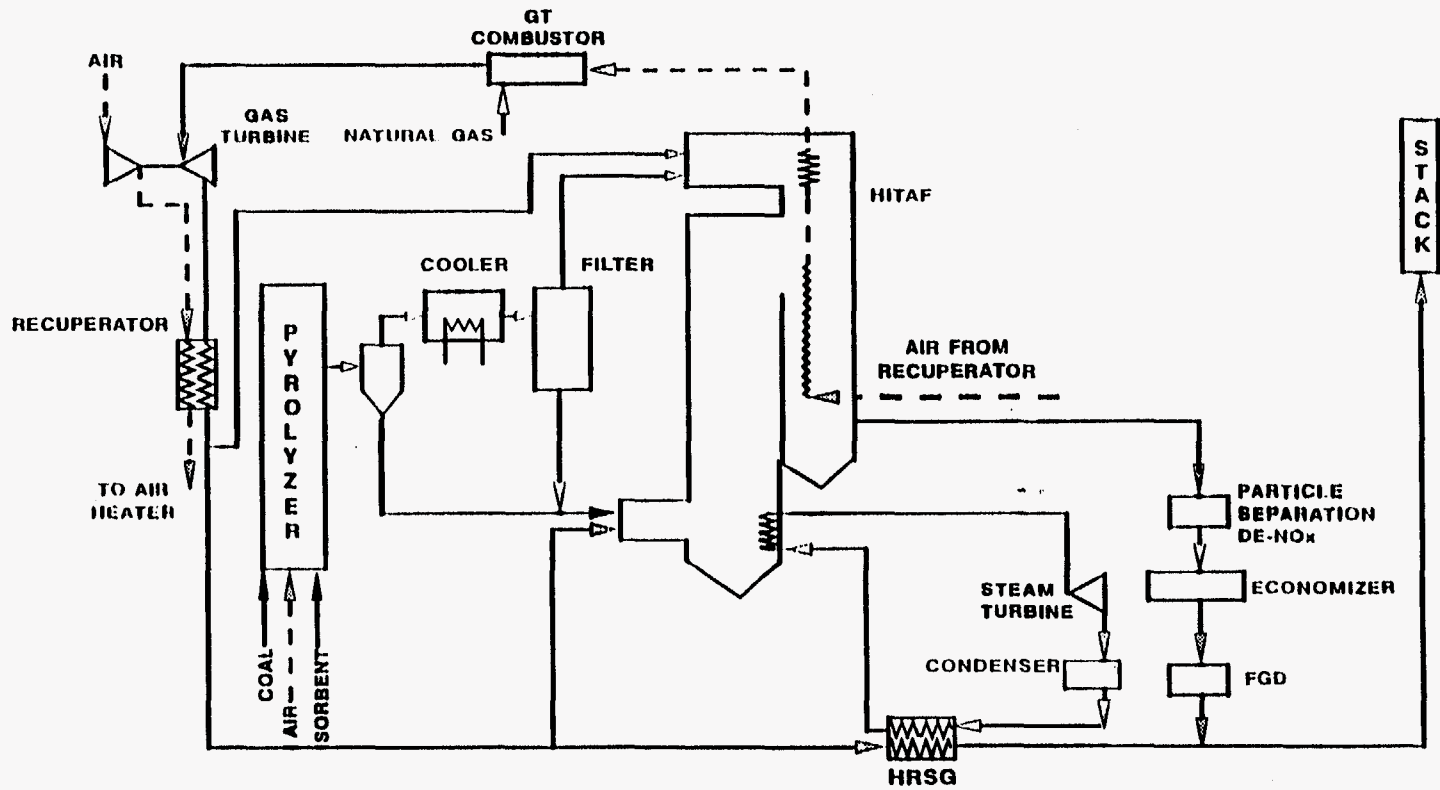 GT
COMBUSTOR
AIR
GAS
TURBINE
NATURAL GAS
HITAF
STACK
COOLER
FILTER
RECUPERATOR
PYROLYZER
AIR FROM
RECUPERATOR
TO AIR
HEATER
PARTICLE
SEPARATION
DE-NOx
STEAM
TURBINE
ECONOMIZER
CONDENSER
FGD
COAL
AIR
SORBENT
HRSG